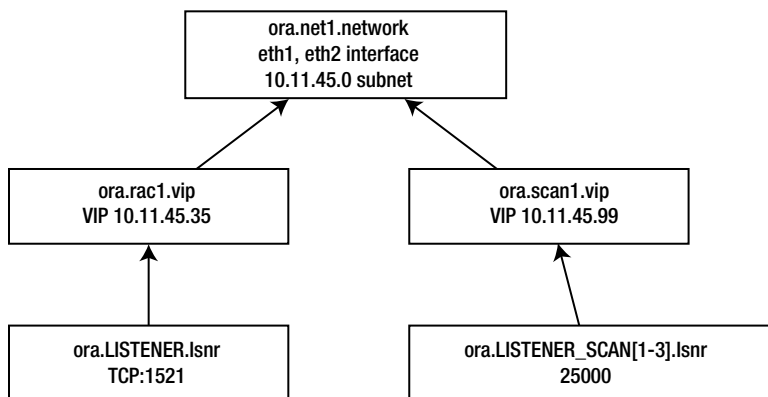 ora.net1.network
eth1, eth2 interface
10.11.45.0 subnet
ora.rac1.vip
VIP 10.11.45.35
ora.scan1.vip
VIP 10.11.45.99
ora.LISTENER.lsnr
TCP:1521
ora.LISTENER_SCAN[1-3].lsnr
25000